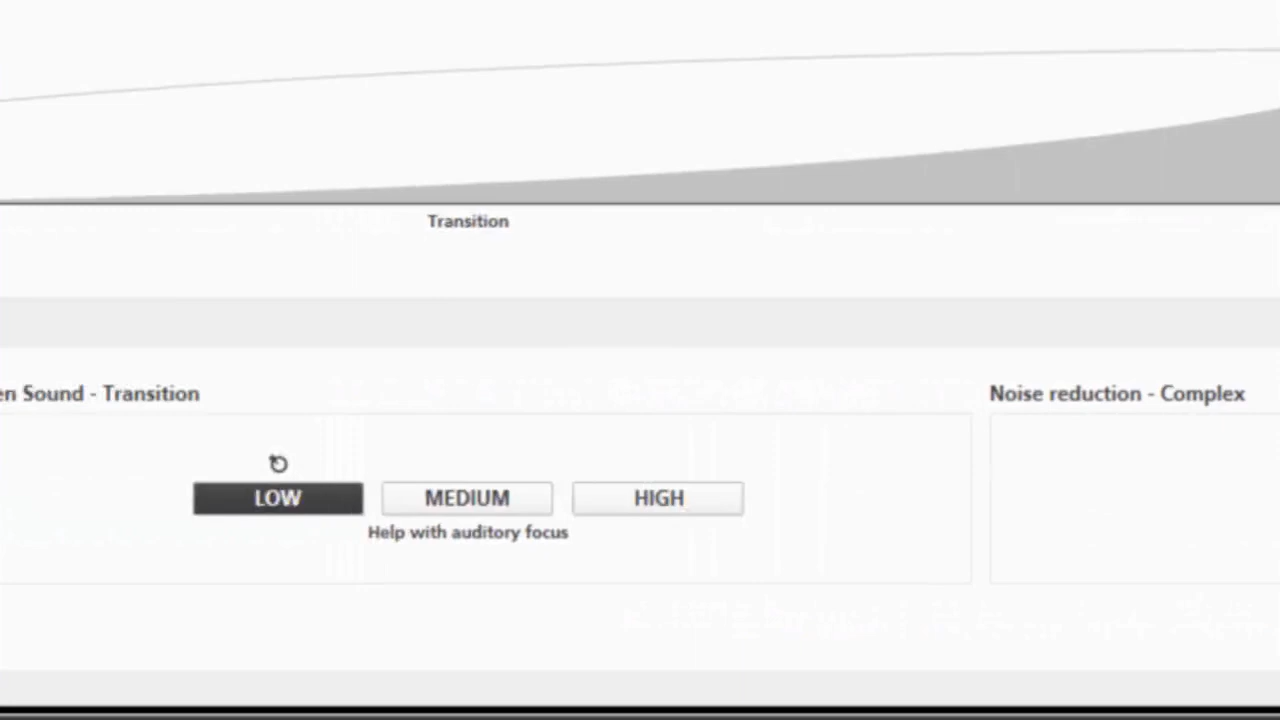 Transition
en Sound - Transition
Noise reduction - Complex
LOW
MEDIUM
HIGH
Help with auditory focus